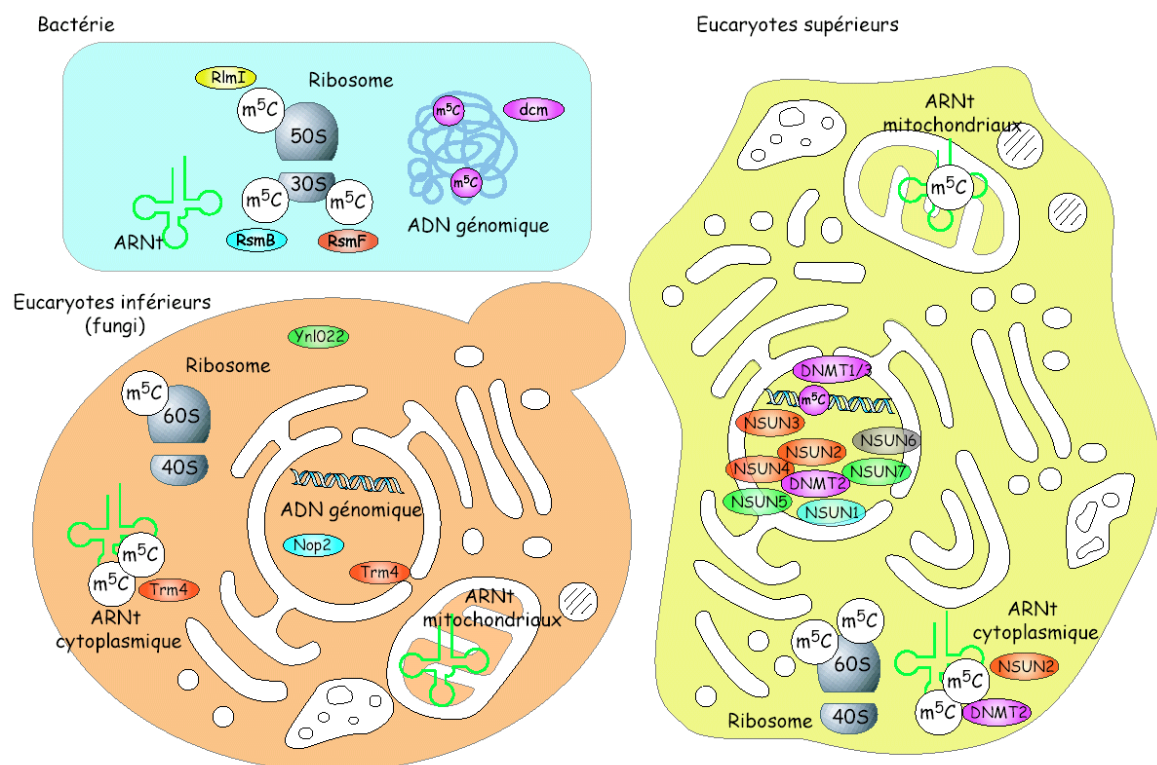 Bactérie
RlmI
Ribosome
m⁵C
m⁵C
dcm
50S
30S
m⁵C
m⁵C
m⁵C
ARNt
RsmB
RsmF
ADN génomique
Eucaryotes inférieurs
(fungi)
Ynl022
Ribosome
m⁵C
60S
40S
ADN génomique
m⁵C
Nop2
m⁵C
Trm4
Trm4
ARNt
cytoplasmique
ARNt
mitochondriaux
Eucaryotes supérieurs
ARNt
mitochondriaux
m⁵C
DNMT1/3
m⁵C
NSUN3
NSUN6
NSUN2
NSUN4
NSUN7
DNMT2
NSUN5
NSUN1
m⁵C
m⁵C
60S
Ribosome
40S
ARNt
cytoplasmique
NSUN2
m⁵C
m⁵C
DNMT2